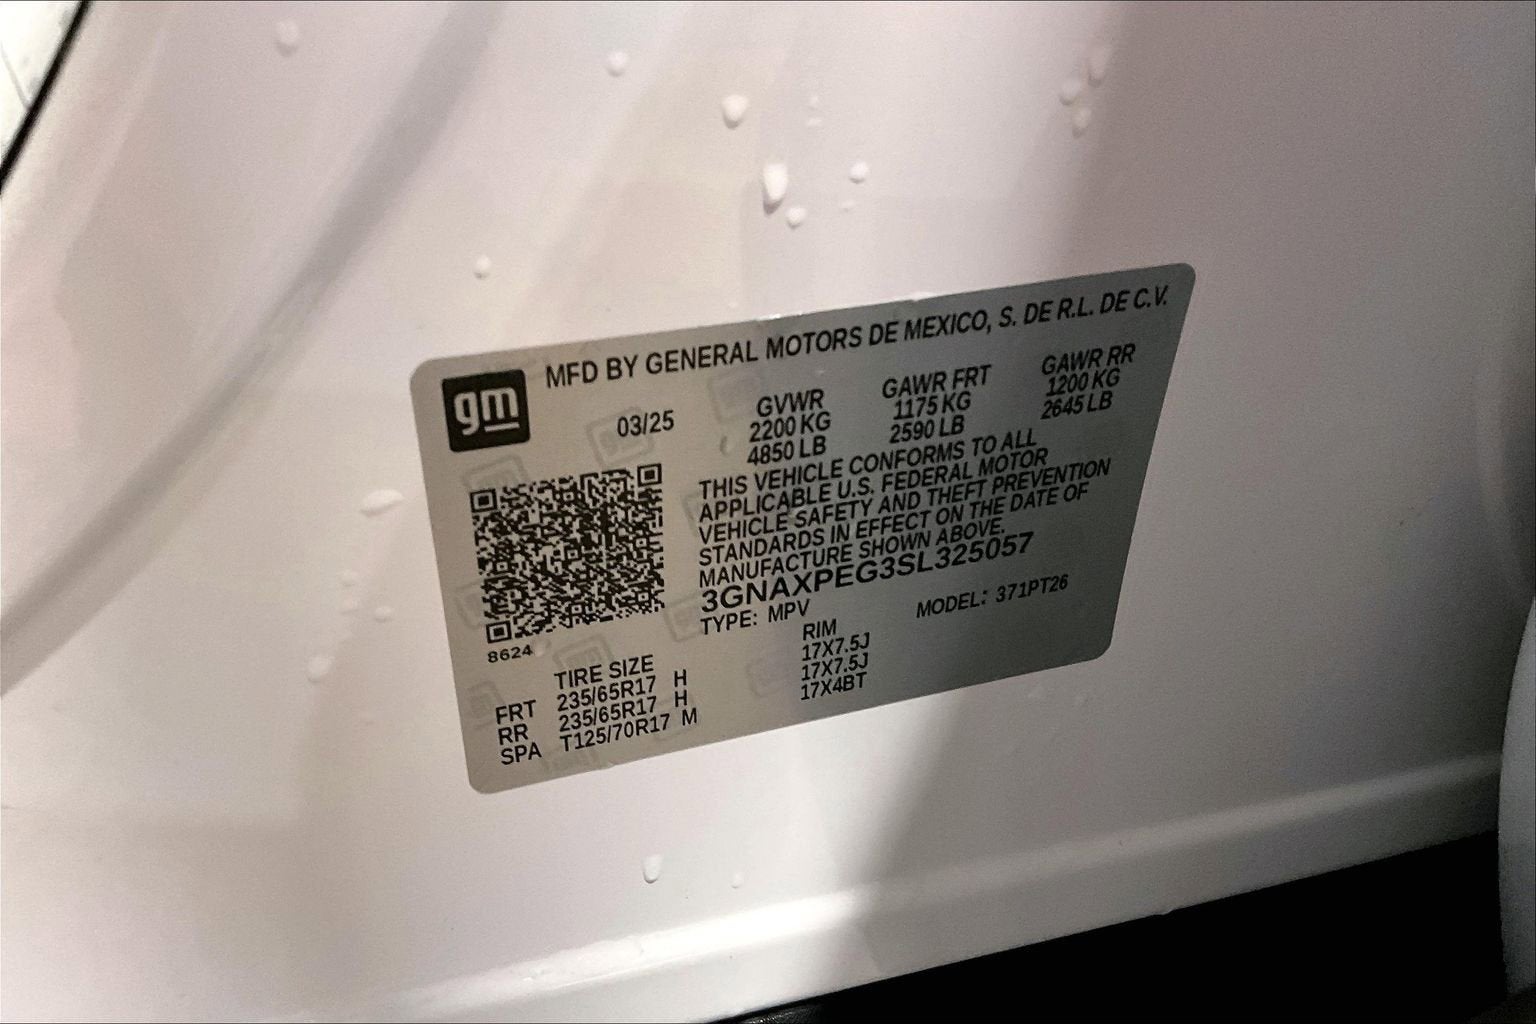 MFD BY GENERAL MOTORS DE MEXICO, S. DE R.L. DE C.V.
gm
03/25
GVWR GAWR FRT GAWR RR
2200 KG 1175 KG 1200 KG
4850 LB 2590 LB 2645 LB
THIS VEHICLE CONFORMS TO ALL
APPLICABLE U.S. FEDERAL MOTOR
VEHICLE SAFETY AND THEFT PREVENTION
STANDARDS IN EFFECT ON THE DATE OF
MANUFACTURE SHOWN ABOVE.
3GNAXPEG3SL325057
TYPE: MPV MODEL: 371PT26
8624
TIRE SIZE RIM
FRT 235/65R17 H 17X7.5J
RR 235/65R17 H 17X7.5J
SPA T125/70R17 M 17X4BT